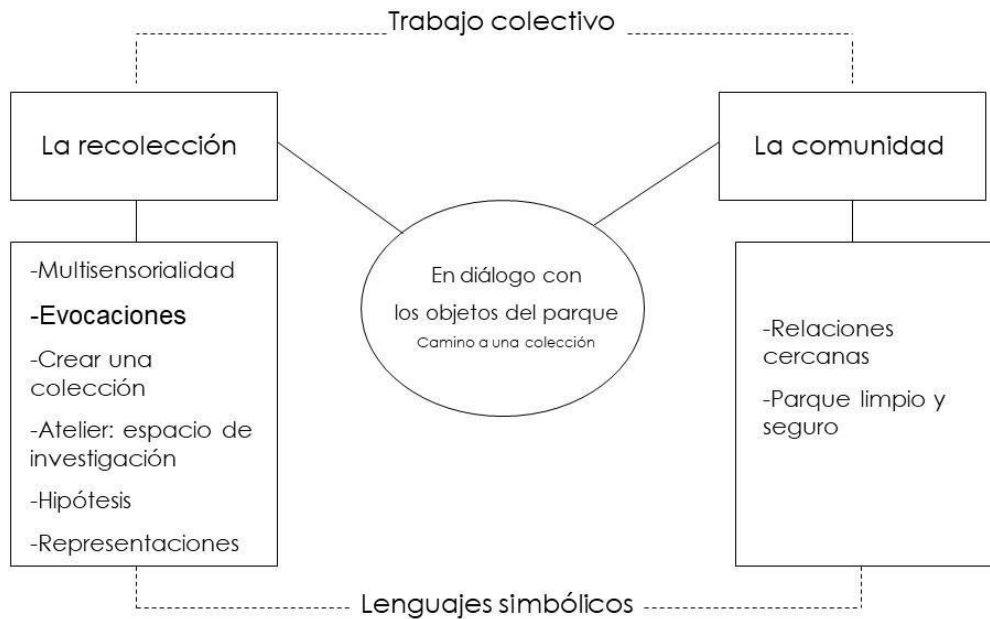 Trabajo colectivo
La recolección
La comunidad
-Multisensorialidad
-Evocaciones
-Crear una
colección
-Atelier: espacio de
investigación
-Hipótesis
-Representaciones
En diálogo con
los objetos del parque
Camino a una colección
-Relaciones
cercanas
-Parque limpio y
seguro
Lenguajes simbólicos